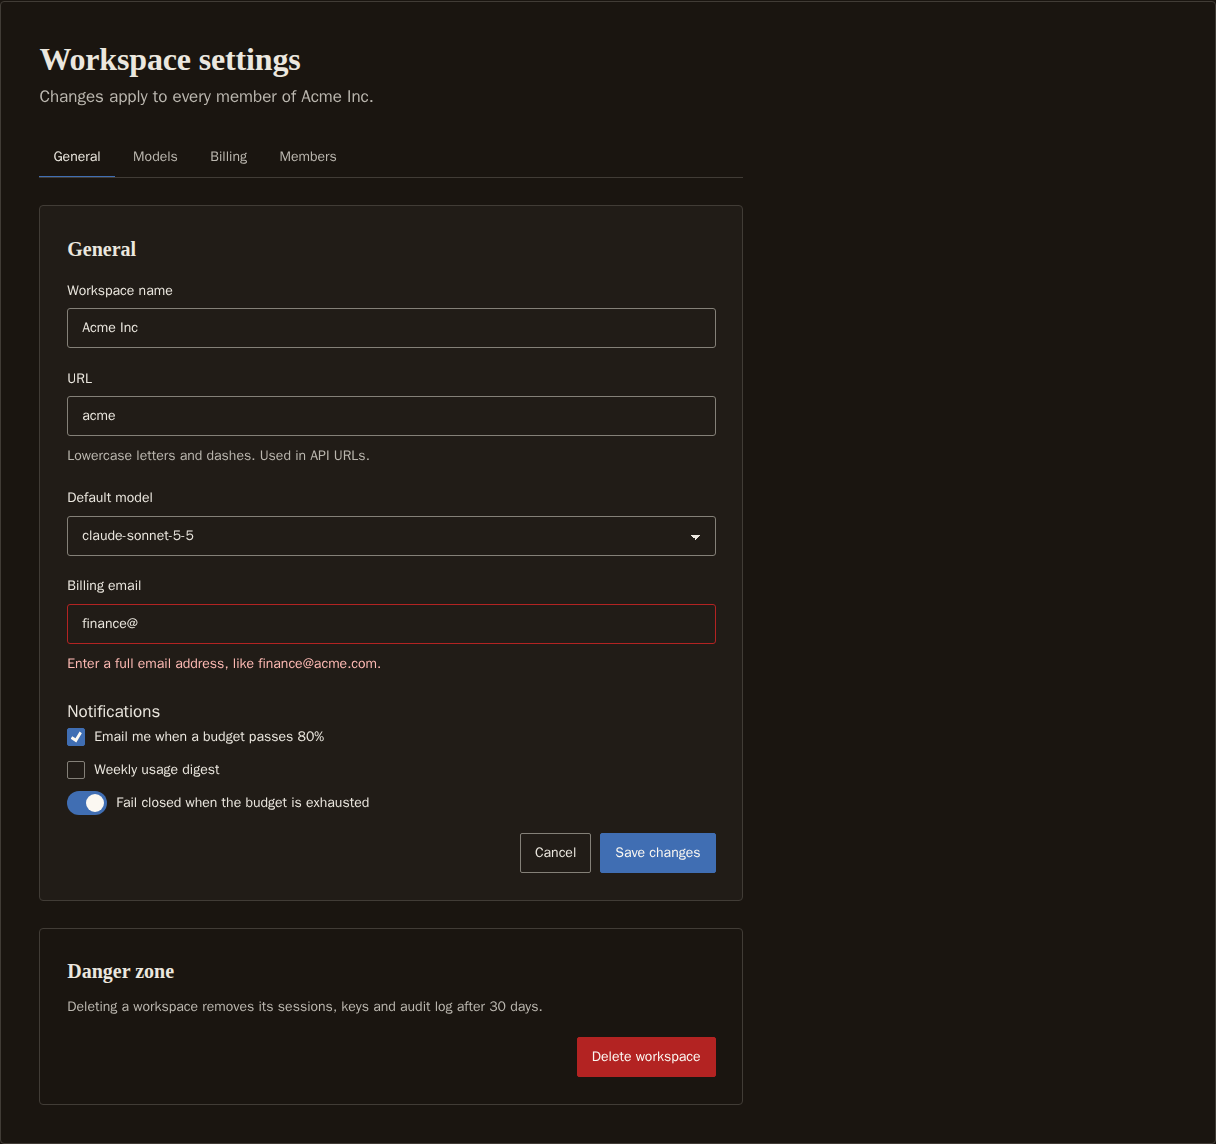 Workspace settings
Changes apply to every member of Acme Inc.
General Models Billing Members
General
Workspace name
Acme Inc
URL
acme
Lowercase letters and dashes. Used in API URLs.
Default model
claude-sonnet-5-5
Billing email
finance@
Enter a full email address, like finance@acme.com.
Notifications
Email me when a budget passes 80%
Weekly usage digest
Fail closed when the budget is exhausted
Cancel Save changes
Danger zone
Deleting a workspace removes its sessions, keys and audit log after 30 days.
Delete workspace